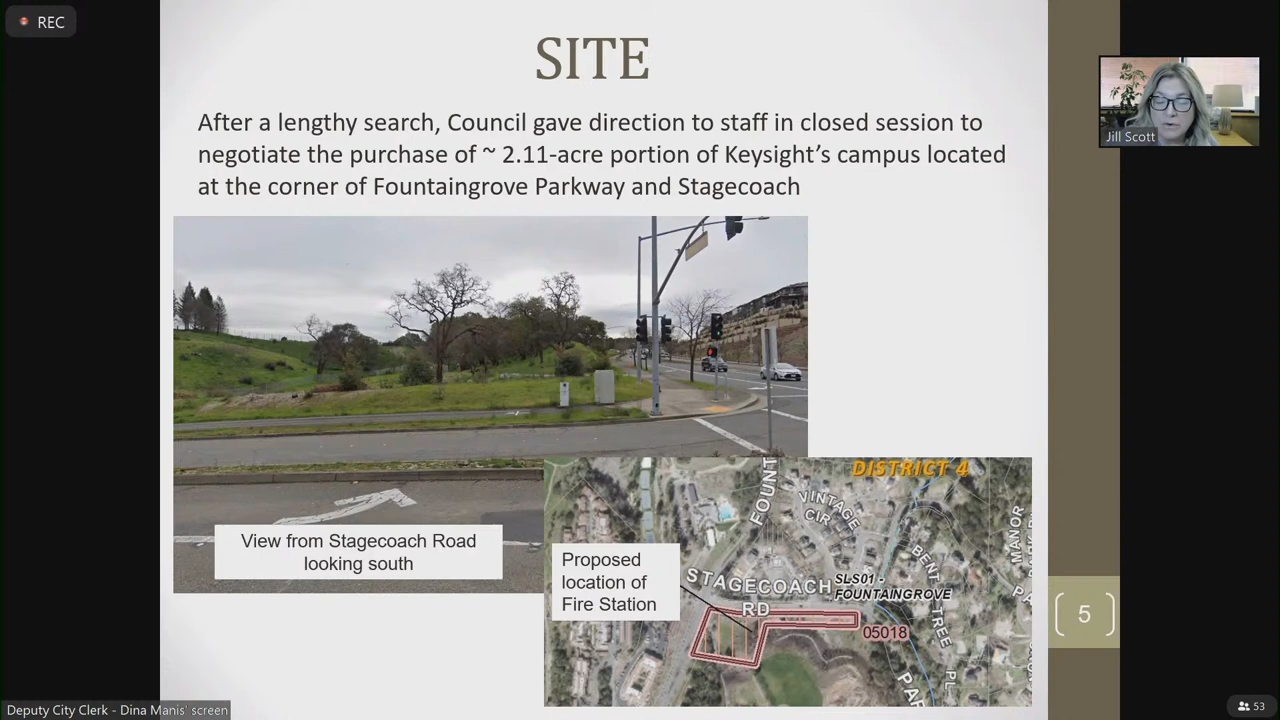 REC
SITE
After a lengthy search, Council gave direction to staff in closed session to
negotiate the purchase of ~ 2.11-acre portion of Keysight's campus located
at the corner of Fountaingrove Parkway and Stagecoach
Jill Scott
View from Stagecoach Road
looking south
DISTRICT 4
FOUNT
VINTAGE
CIR
MANOR
Proposed
location of
Fire Station
STAGECOACH
RD
SLS01 -
FOUNTAINGROVE
BENT TREE
PL
05018
5
Deputy City Clerk - Dina Manis' screen
53